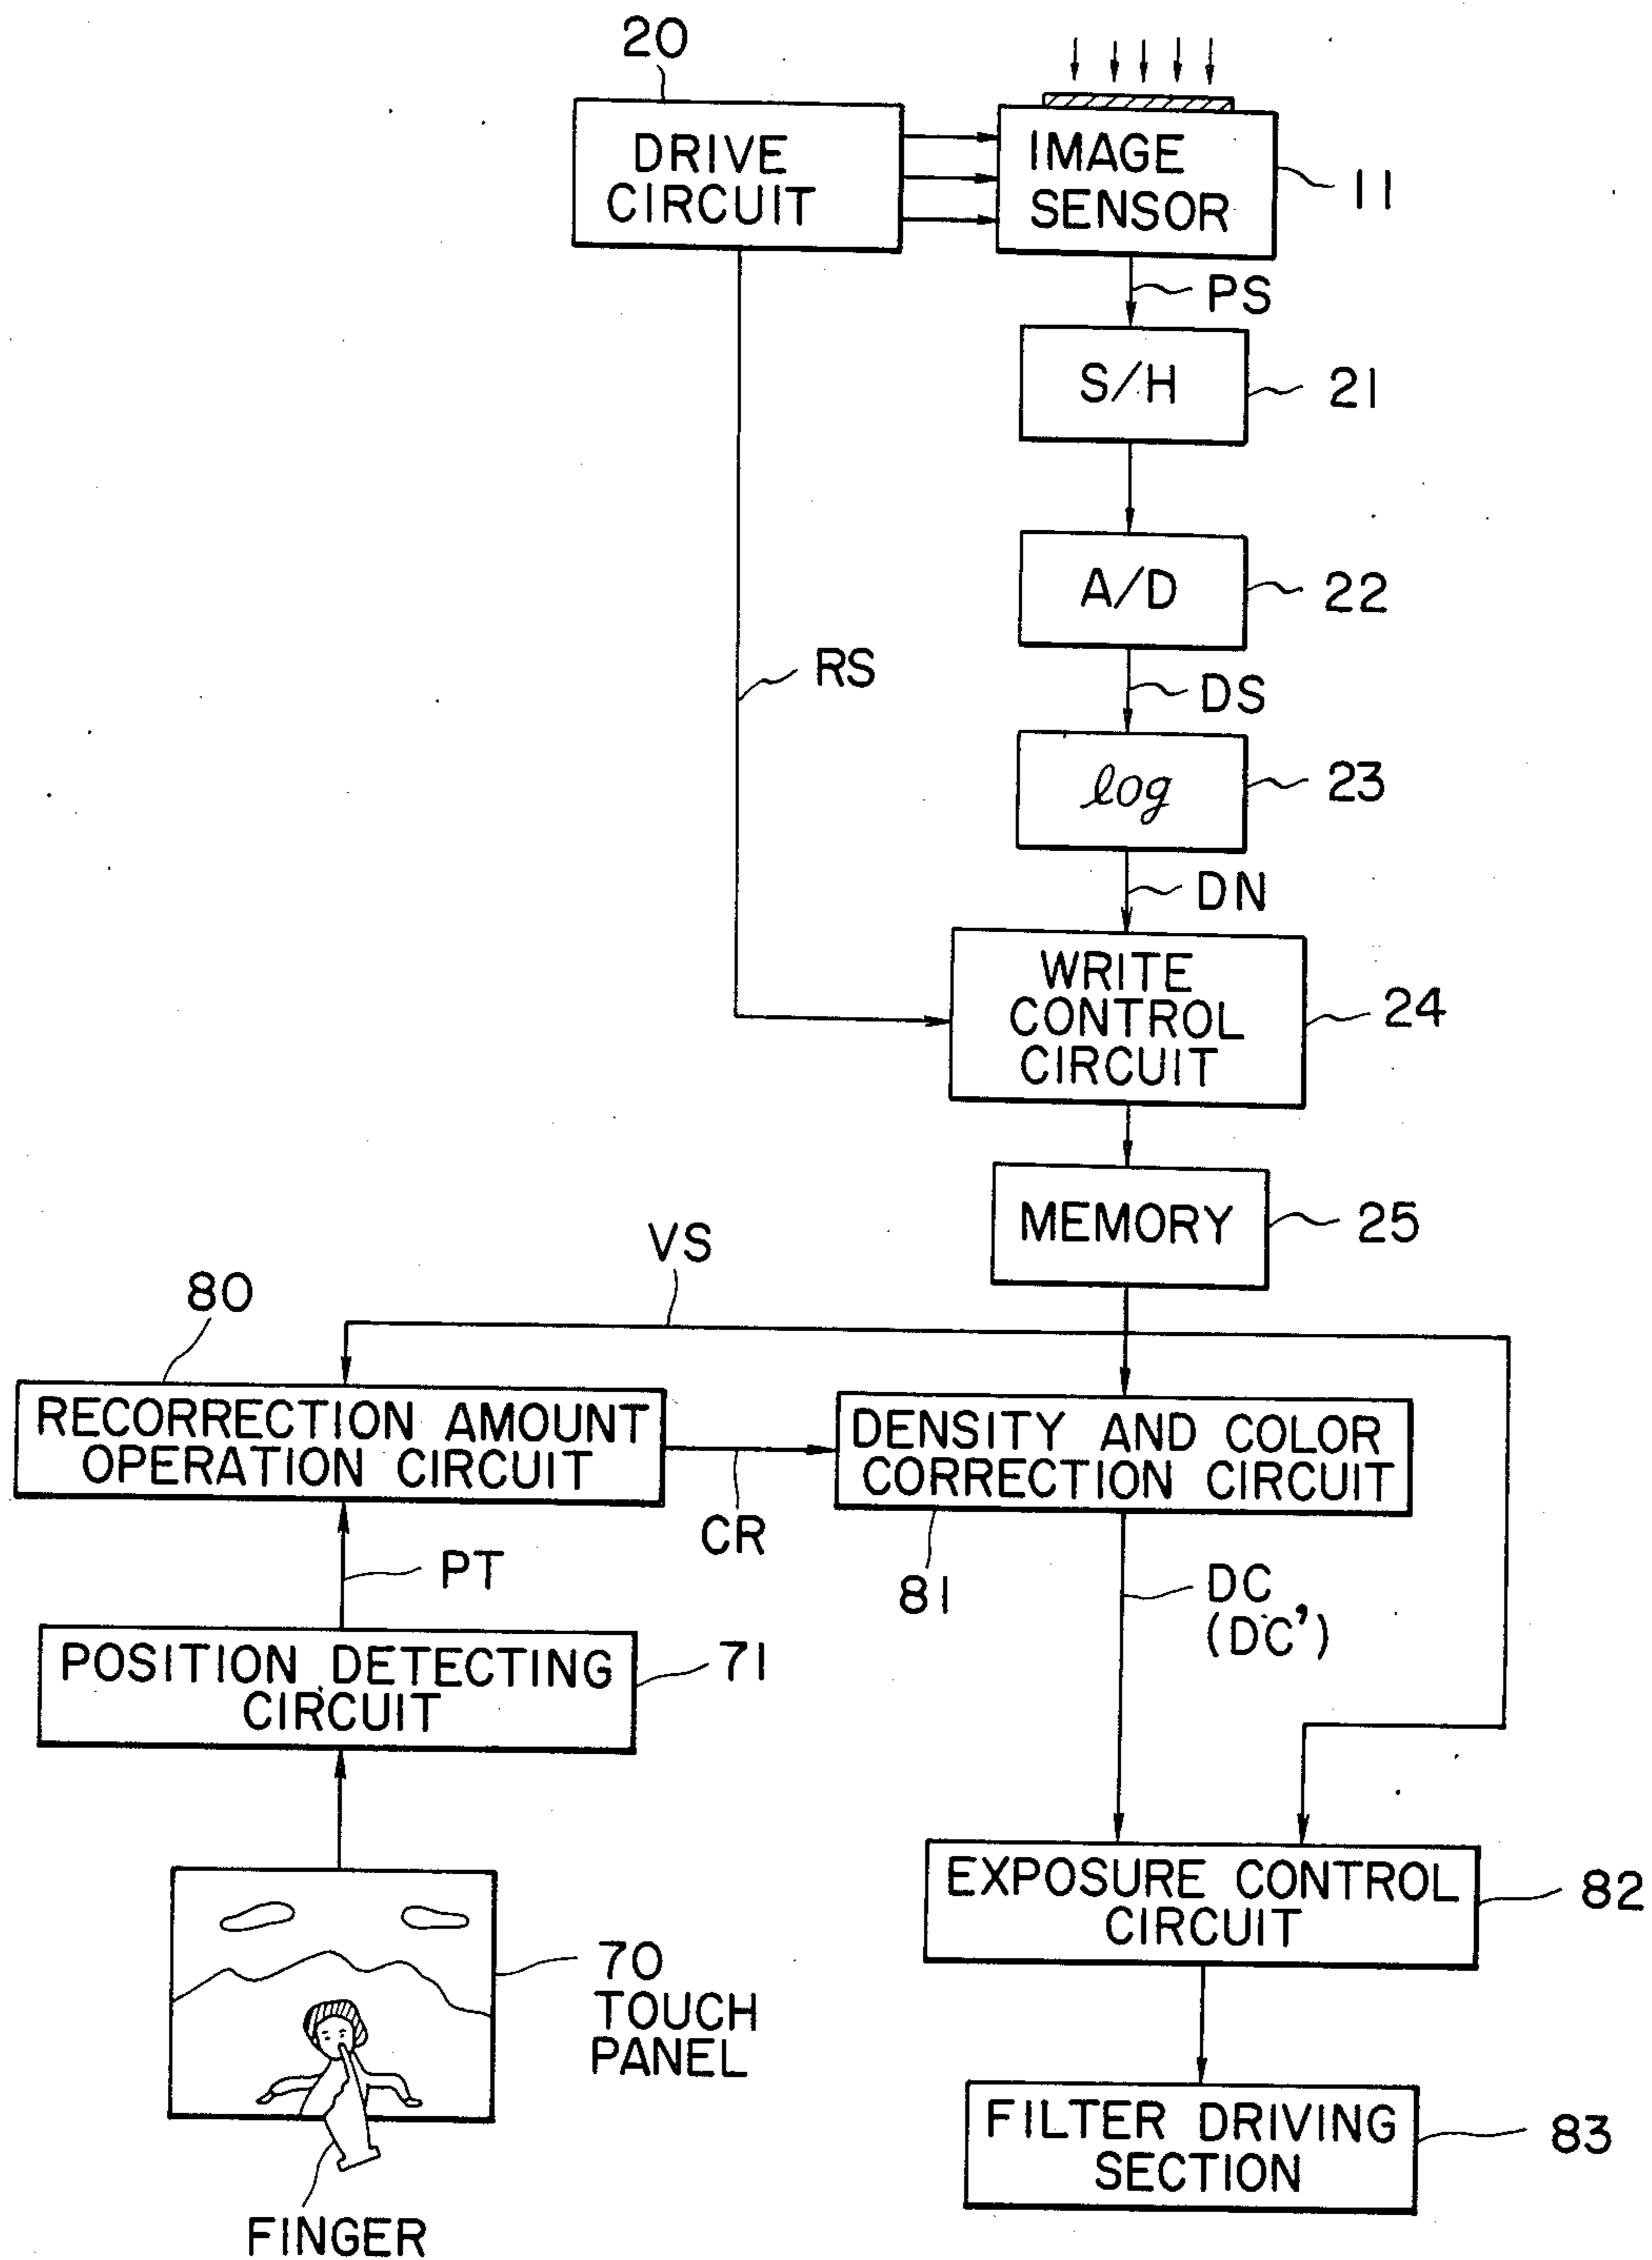 20
DRIVE
CIRCUIT
IMAGE
SENSOR
11
PS
S/H
21
A/D
22
RS
DS
log
23
DN
WRITE
CONTROL
CIRCUIT
24
MEMORY
25
VS
80
RECORRECTION AMOUNT
OPERATION CIRCUIT
DENSITY AND COLOR
CORRECTION CIRCUIT
CR
81
PT
DC
(DC')
POSITION DETECTING
CIRCUIT
71
EXPOSURE CONTROL
CIRCUIT
82
70
TOUCH
PANEL
FILTER DRIVING
SECTION
83
FINGER